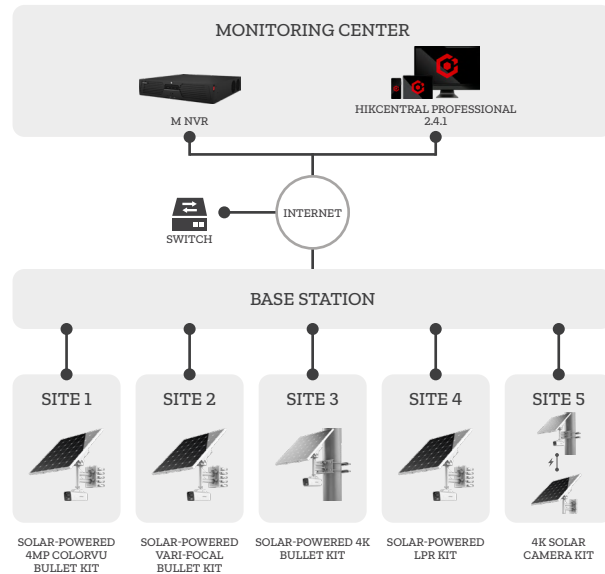 MONITORING CENTER
M NVR
HIKCENTRAL PROFESSIONAL
2.4.1
INTERNET
SWITCH
BASE STATION
SITE 1
SITE 2
SITE 3
SITE 4
SITE 5
SOLAR-POWERED
4MP COLORVU
BULLET KIT
SOLAR-POWERED
VARI-FOCAL
BULLET KIT
SOLAR-POWERED 4K
BULLET KIT
SOLAR-POWERED
LPR KIT
4K SOLAR
CAMERA KIT